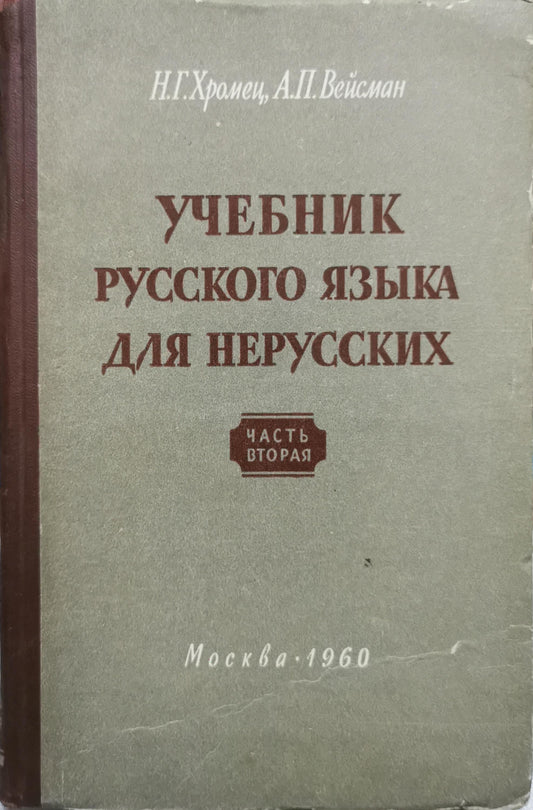 Н.Г.Хромец, А.П.Вейсман
УЧЕБНИК
РУССКОГО ЯЗЫКА
ДЛЯ НЕРУССКИХ
ЧАСТЬ
ВТОРАЯ
Москва·1960